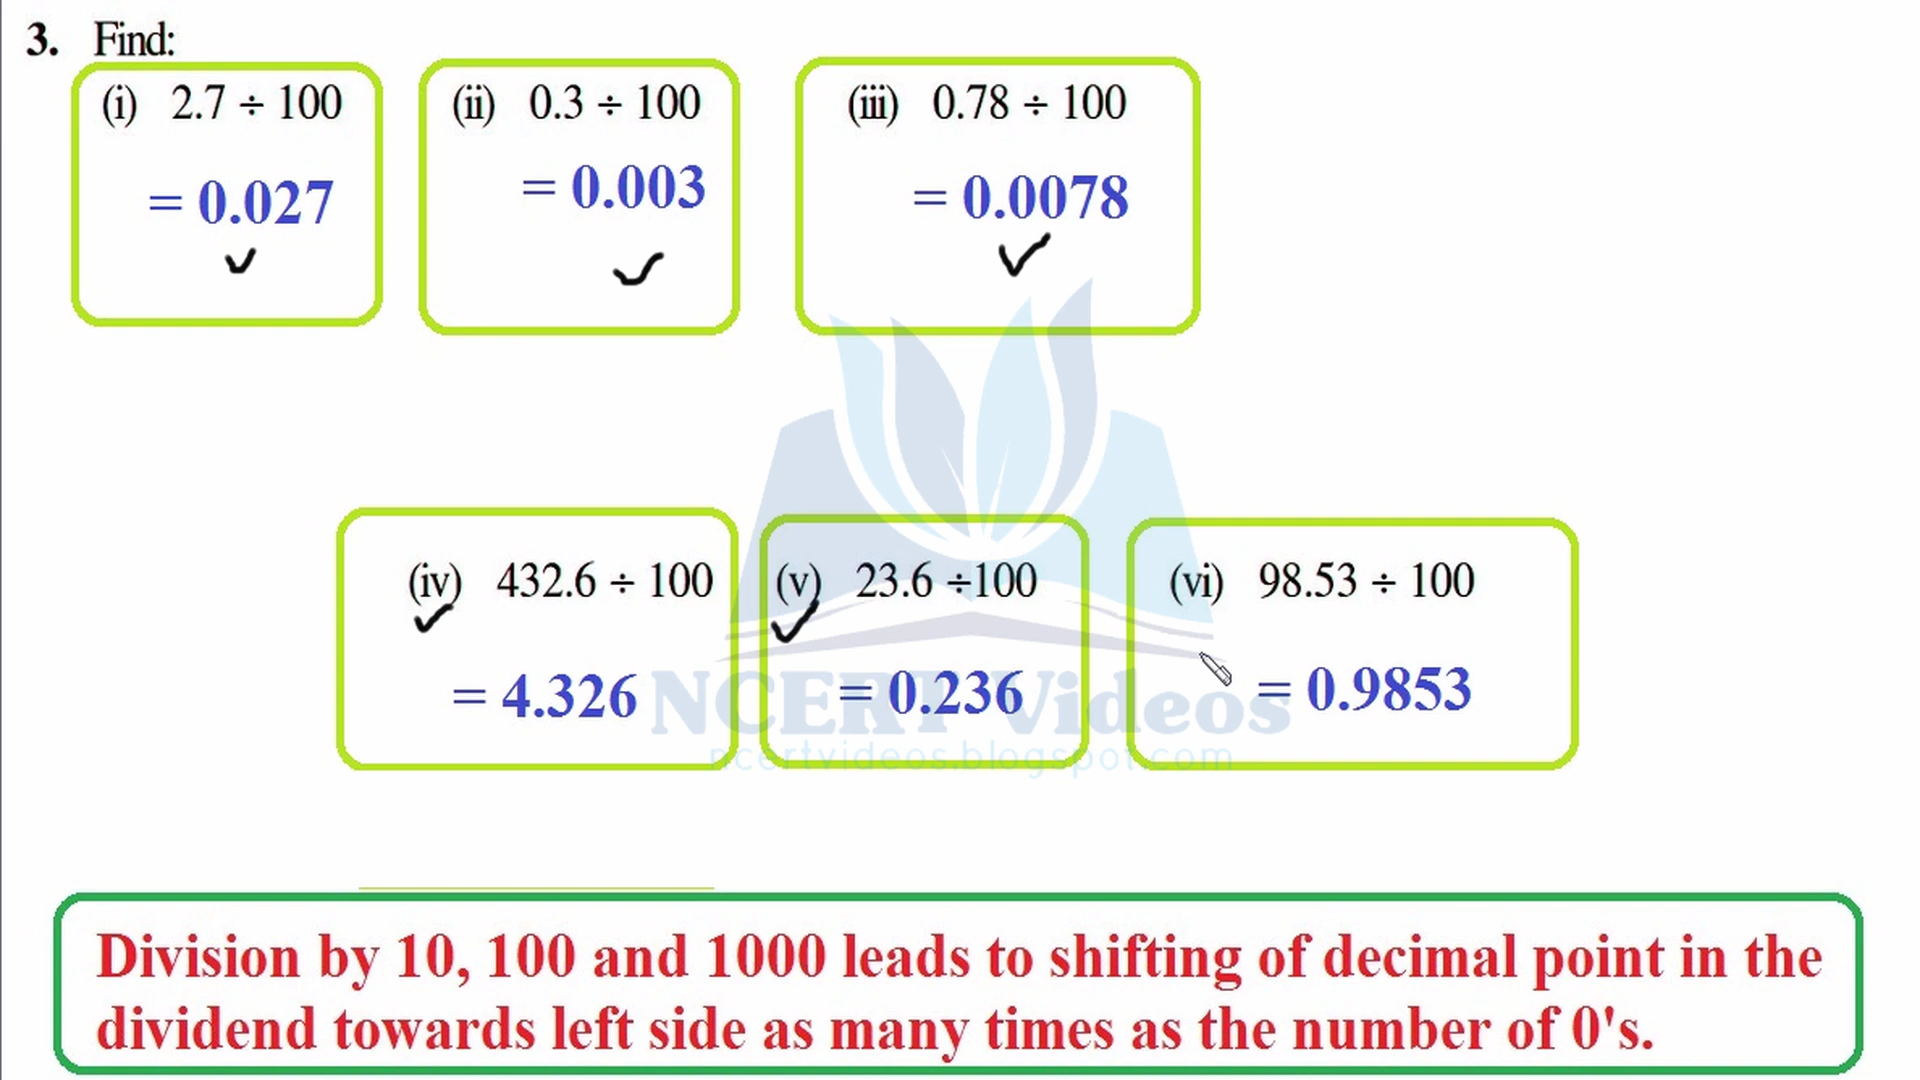 3. Find:
(i) 2.7 ÷ 100
= 0.027
(ii) 0.3 ÷ 100
= 0.003
(iii) 0.78 ÷ 100
= 0.0078
(iv) 432.6 ÷ 100
= 4.326
(v) 23.6 ÷100
= 0.236
(vi) 98.53 ÷ 100
= 0.9853
NCERT Videos
ncertvideos.blogspot.com
Division by 10, 100 and 1000 leads to shifting of decimal point in the
dividend towards left side as many times as the number of 0's.